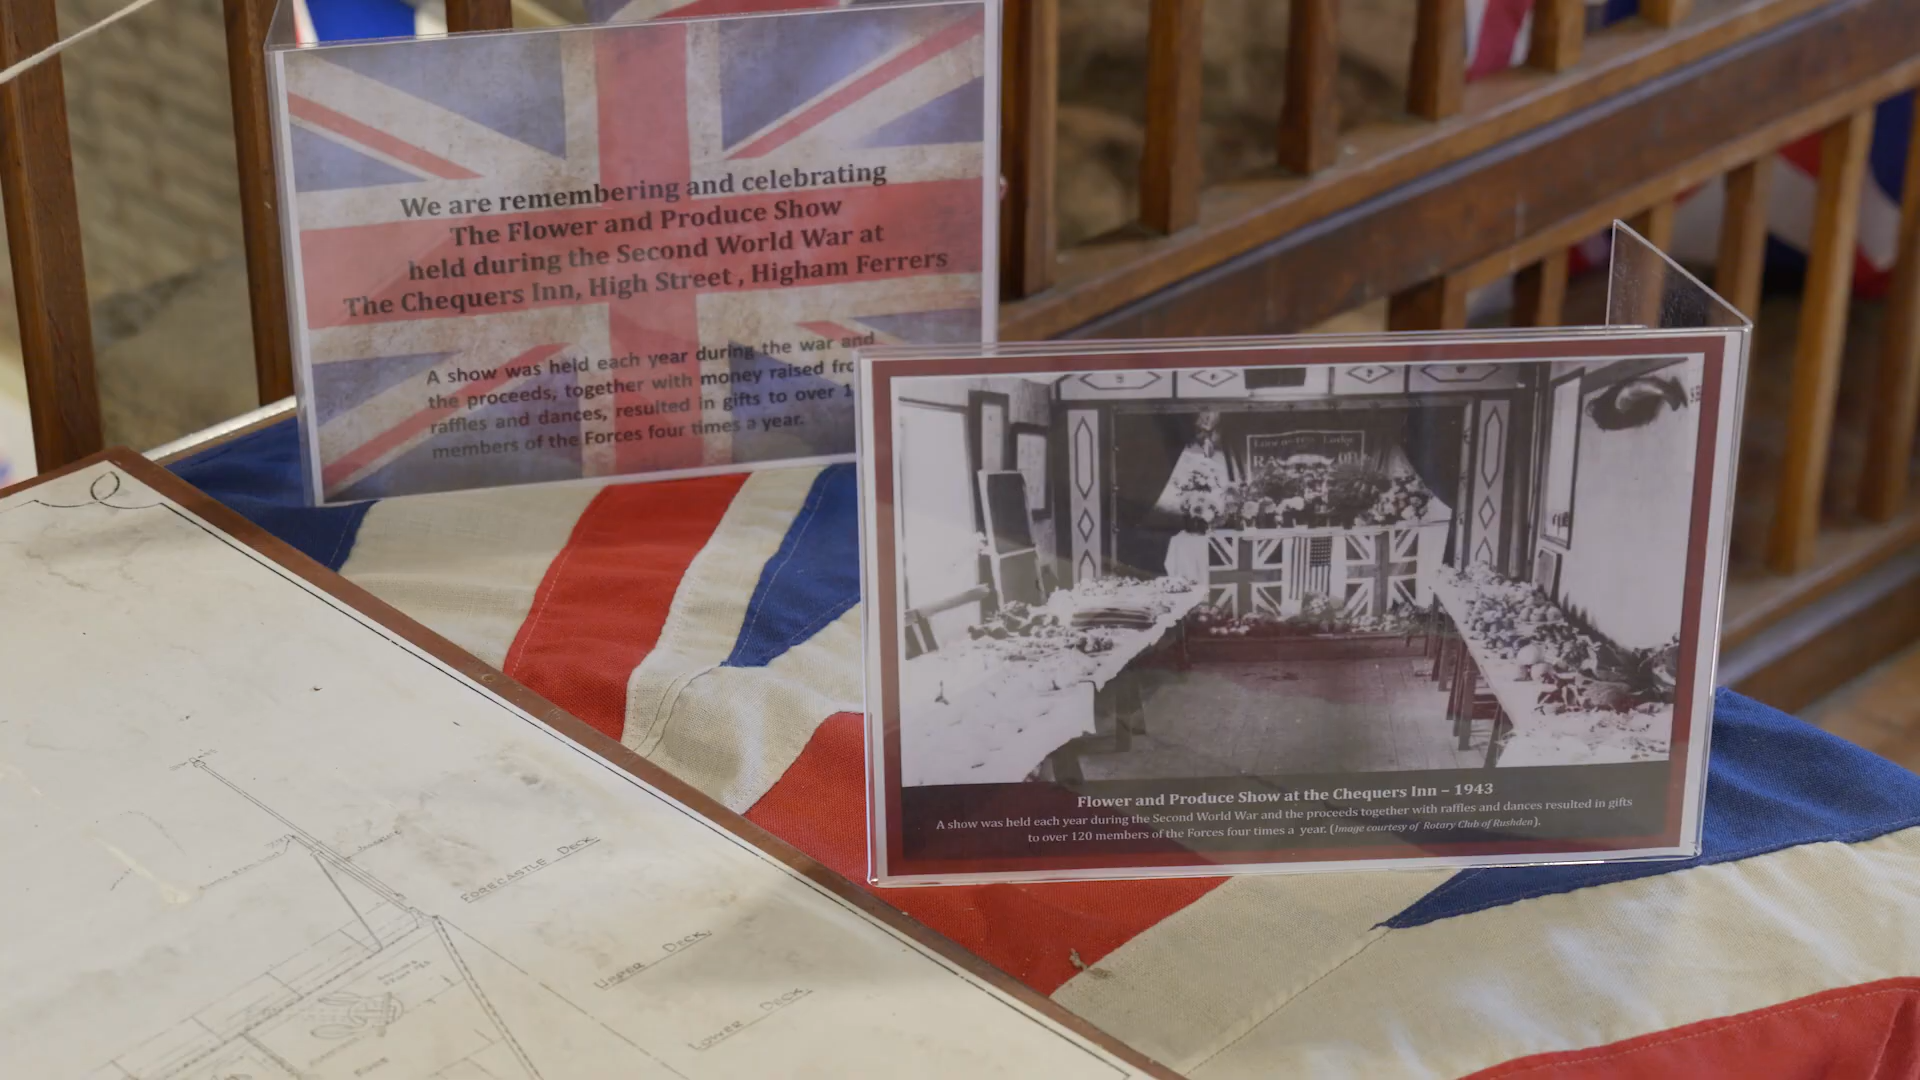 We are remembering and celebrating
The Flower and Produce Show
held during the Second World War at
The Chequers Inn, High Street , Higham Ferrers
A show was held each year during the war and
the proceeds, together with money raised
raffles and dances, resulted in gifts to over
members of the Forces four times a year.
Flower and Produce Show at the Chequers Inn – 1943
A show was held each year during the Second World War and the proceeds together with raffles and dances resulted in gifts
to over 120 members of the Forces four times a year. (Image courtesy of Rotary Club of Rushden).
FORECASTLE DECK.
UPPER DECK.
LOWER DECK.